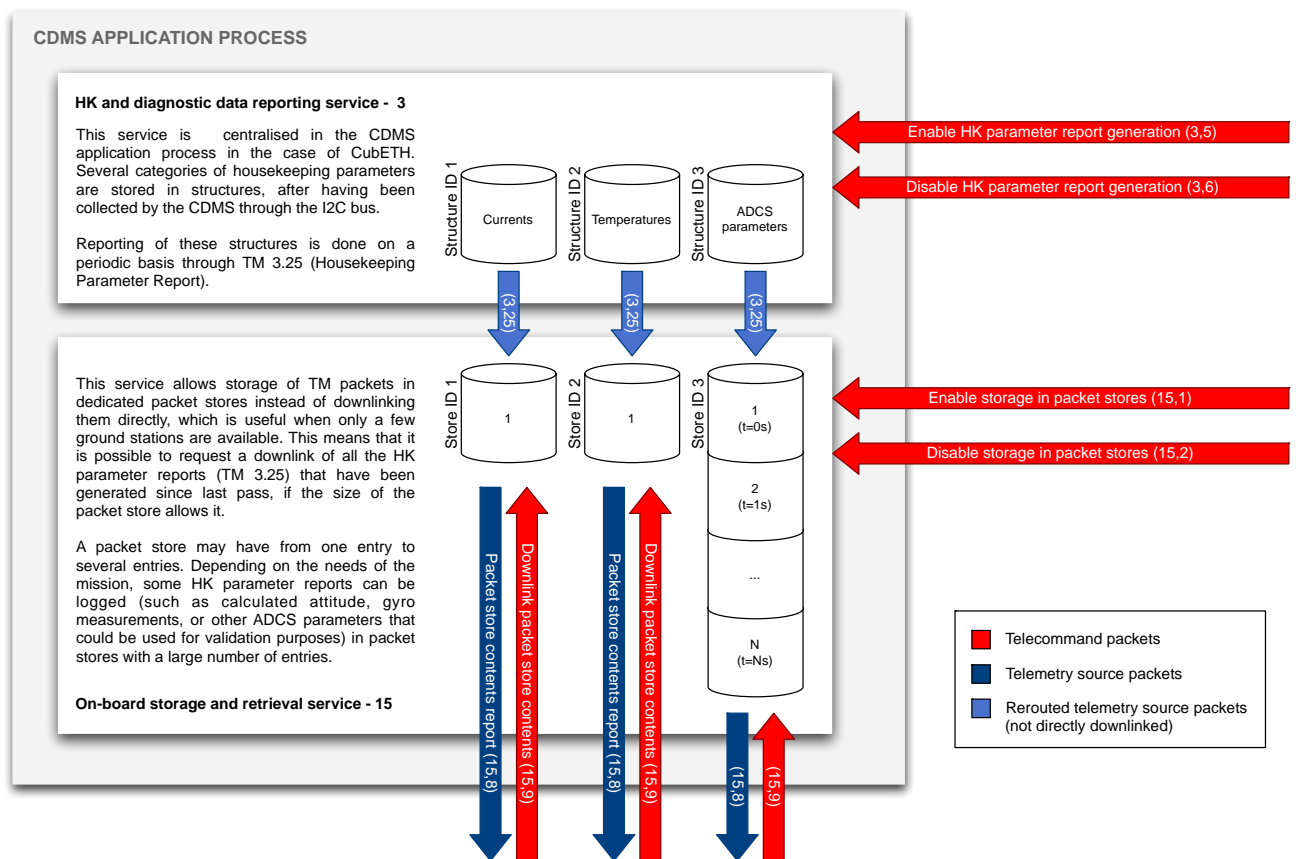 CDMS APPLICATION PROCESS
HK and diagnostic data reporting service - 3
This service is centralised in the CDMS
application process in the case of CubETH.
Several categories of housekeeping parameters
are stored in structures, after having been
collected by the CDMS through the I2C bus.
Reporting of these structures is done on a
periodic basis through TM 3.25 (Housekeeping
Parameter Report).
Structure ID 1
Currents
Structure ID 2
Temperatures
Structure ID 3
ADCS
parameters
Enable HK parameter report generation (3,5)
Disable HK parameter report generation (3,6)
(3,25)
(3,25)
(3,25)
This service allows storage of TM packets in
dedicated packet stores instead of downlinking
them directly, which is useful when only a few
ground stations are available. This means that it
is possible to request a downlink of all the HK
parameter reports (TM 3.25) that have been
generated since last pass, if the size of the
packet store allows it.
A packet store may have from one entry to
several entries. Depending on the needs of the
mission, some HK parameter reports can be
logged (such as calculated attitude, gyro
measurements, or other ADCS parameters that
could be used for validation purposes) in packet
stores with a large number of entries.
On-board storage and retrieval service - 15
Store ID 1
1
Store ID 2
1
Store ID 3
1
(t=0s)
2
(t=1s)
...
N
(t=Ns)
Enable storage in packet stores (15,1)
Disable storage in packet stores (15,2)
Packet store contents report (15,8)
Downlink packet store contents (15,9)
Packet store contents report (15,8)
Downlink packet store contents (15,9)
(15,8)
(15,9)
Telecommand packets
Telemetry source packets
Rerouted telemetry source packets
(not directly downlinked)